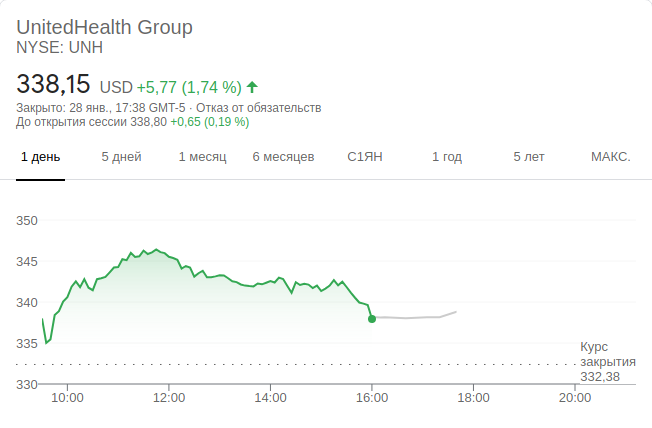 UnitedHealth Group
NYSE: UNH
338,15 USD +5,77 (1,74 %)
Закрыто: 28 янв., 17:38 GMT-5 · Отказ от обязательств
До открытия сессии 338,80 +0,65 (0,19 %)
1 день 5 дней 1 месяц 6 месяцев С1ЯН 1 год 5 лет МАКС.
350
345
340
335
Курс
закрытия
332,38
330
10:00 12:00 14:00 16:00 18:00 20:00